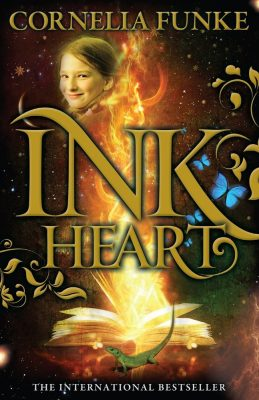 CORNELIA FUNKE
INK
HEART
THE INTERNATIONAL BESTSELLER